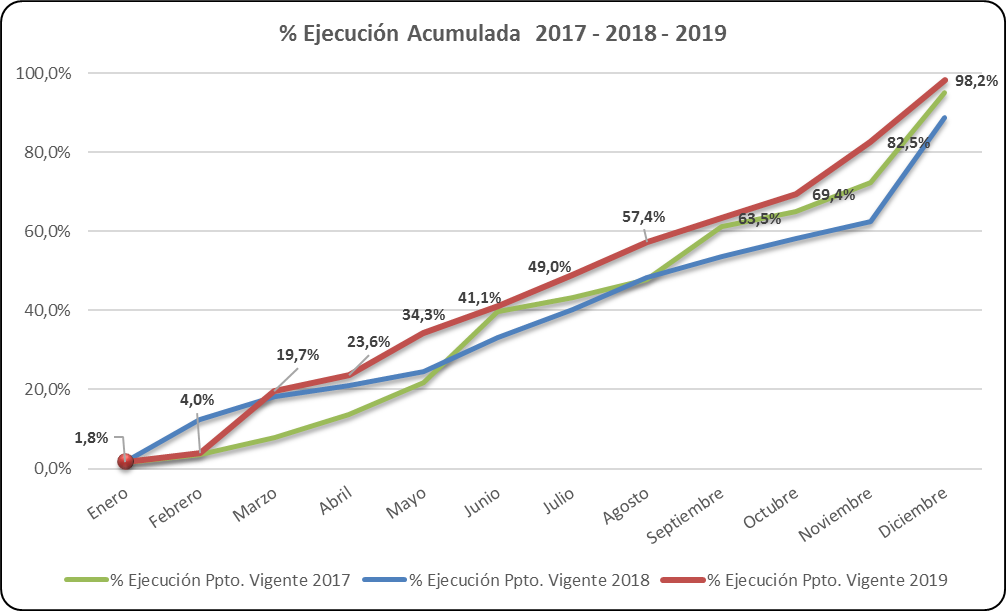 % Ejecución Acumulada 2017 - 2018 - 2019
100,0%
80,0%
60,0%
40,0%
20,0%
0,0%
1,8%
4,0%
19,7%
23,6%
34,3%
41,1%
49,0%
57,4%
63,5%
69,4%
82,5%
98,2%
Enero
Febrero
Marzo
Abril
Mayo
Junio
Julio
Agosto
Septiembre
Octubre
Noviembre
Diciembre
% Ejecución Ppto. Vigente 2017
% Ejecución Ppto. Vigente 2018
% Ejecución Ppto. Vigente 2019